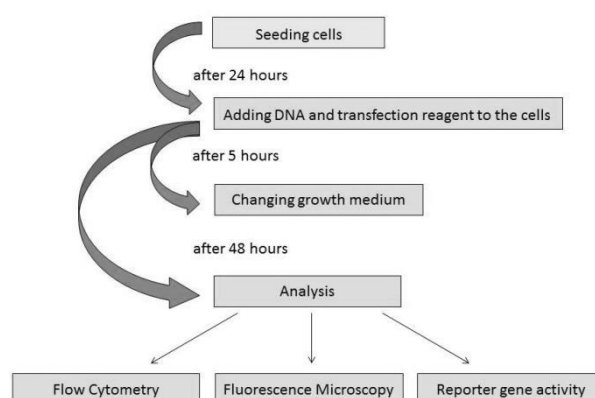 Seeding cells
after 24 hours
Adding DNA and transfection reagent to the cells
after 5 hours
Changing growth medium
after 48 hours
Analysis
Flow Cytometry
Fluorescence Microscopy
Reporter gene activity